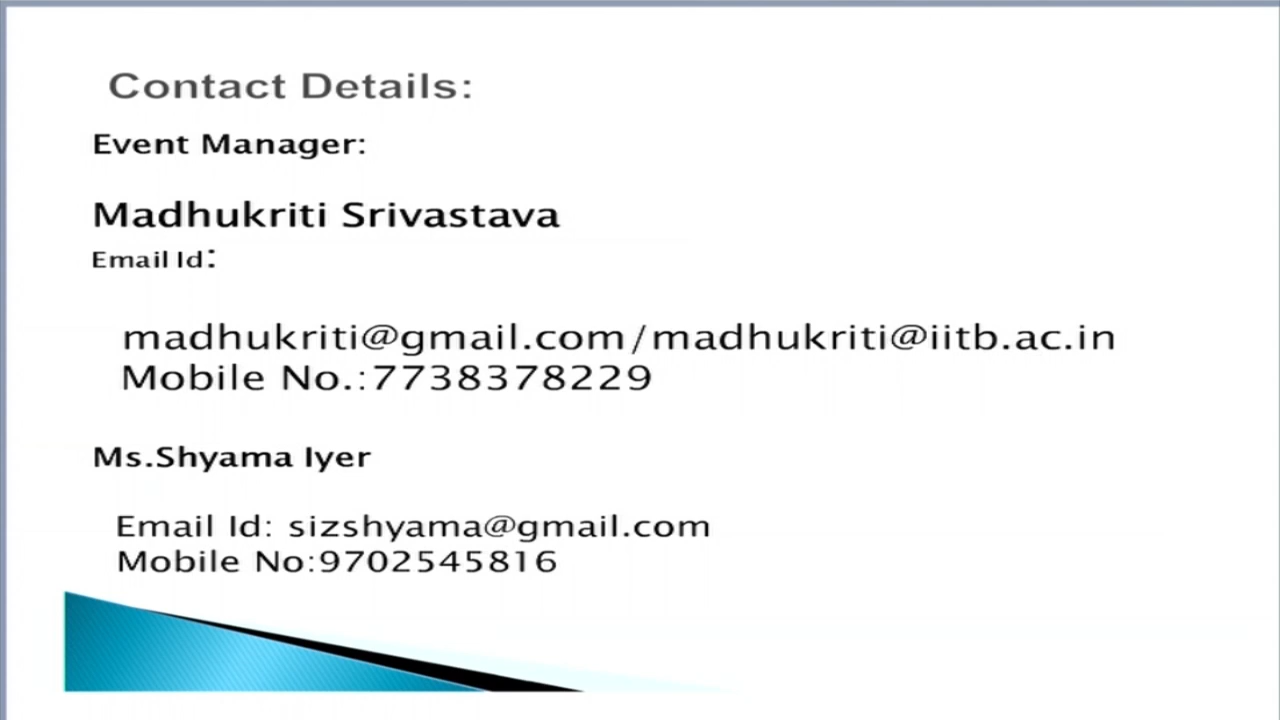 Contact Details:
Event Manager:
Madhukriti Srivastava
Email Id:
madhukriti@gmail.com/madhukriti@iitb.ac.in
Mobile No.:7738378229
Ms.Shyama Iyer
Email Id: sizshyama@gmail.com
Mobile No:9702545816